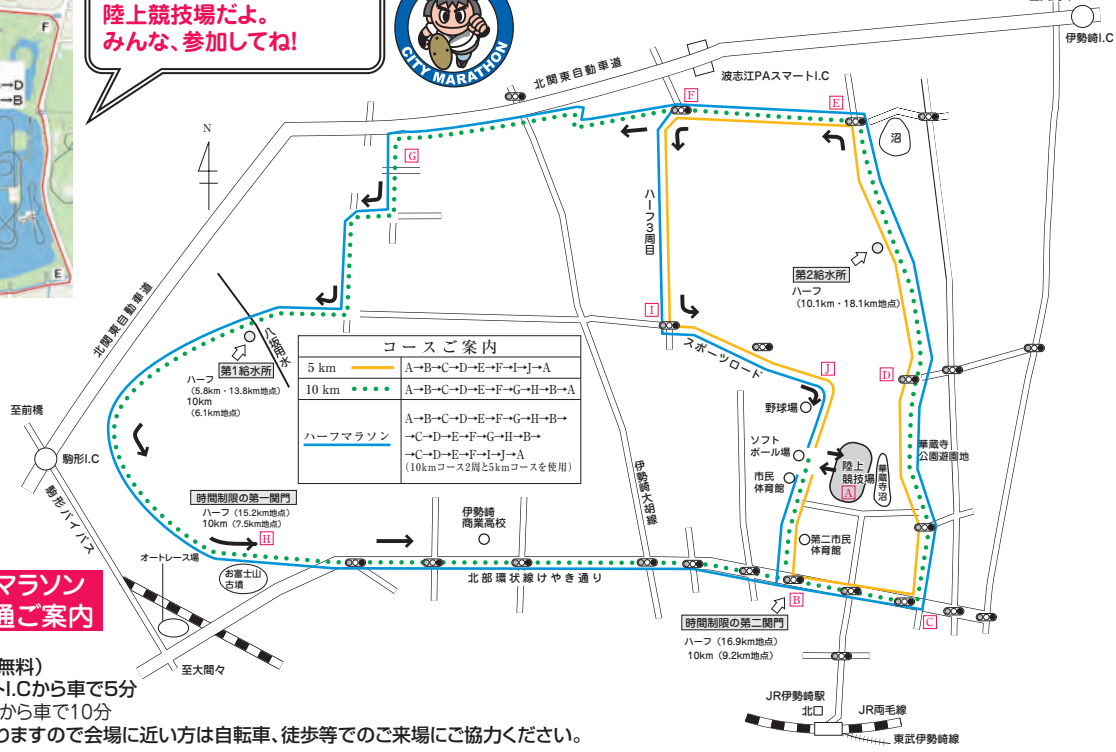 陸上競技場だよ。
みんな、参加してね!
CITY MARATHON
F
→D
→B
E
伊勢崎I.C
北関東自動車道
波志江PAスマートI.C
N
F
E
沼
G
ハーフ3周目
第2給水所
ハーフ
（10.1km・18.1km地点）
I
北関東自動車道
八坂用水
スポーツロード
第1給水所
ハーフ
（5.8km・13.8km地点）
10km
（6.1km地点）
コースご案内
5 km A→B→C→D→E→F→I→J→A
10 km A→B→C→D→E→F→G→H→B→A
ハーフマラソン
A→B→C→D→E→F→G→H→B→
→C→D→E→F→G→H→B→
→C→D→E→F→I→J→A
（10kmコース2周と5kmコースを使用）
J
D
野球場
ソフト
ボール場
市民
体育館
陸上
競技場
A
華蔵寺沼
華蔵寺
公園遊園地
至前橋
駒形I.C
駒形バイパス
時間制限の第一関門
ハーフ（15.2km地点）
10km（7.5km地点）
H
伊勢崎
商業高校
伊勢崎大胡線
第二市民
体育館
オートレース場
お富士山
古墳
北部環状線けやき通り
B
C
時間制限の第二関門
ハーフ（16.9km地点）
10km（9.2km地点）
マラソン
通ご案内
至大間々
無料）
トI.Cから車で5分
から車で10分
りますので会場に近い方は自転車、徒歩等でのご来場にご協力ください。
JR伊勢崎駅
北口
JR両毛線
東武伊勢崎線